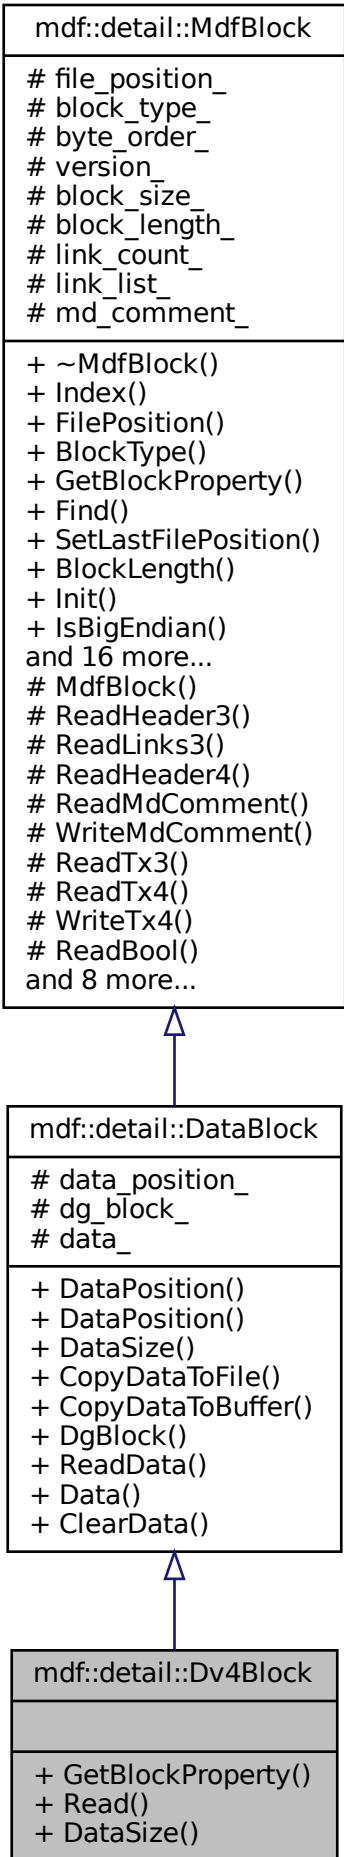 mdf::detail::MdfBlock
# file_position_
# block_type_
# byte_order_
# version_
# block_size_
# block_length_
# link_count_
# link_list_
# md_comment_
+ ~MdfBlock()
+ Index()
+ FilePosition()
+ BlockType()
+ GetBlockProperty()
+ Find()
+ SetLastFilePosition()
+ BlockLength()
+ Init()
+ IsBigEndian()
and 16 more...
# MdfBlock()
# ReadHeader3()
# ReadLinks3()
# ReadHeader4()
# ReadMdComment()
# WriteMdComment()
# ReadTx3()
# ReadTx4()
# WriteTx4()
# ReadBool()
and 8 more...
mdf::detail::DataBlock
# data_position_
# dg_block_
# data_
+ DataPosition()
+ DataPosition()
+ DataSize()
+ CopyDataToFile()
+ CopyDataToBuffer()
+ DgBlock()
+ ReadData()
+ Data()
+ ClearData()
mdf::detail::Dv4Block
+ GetBlockProperty()
+ Read()
+ DataSize()